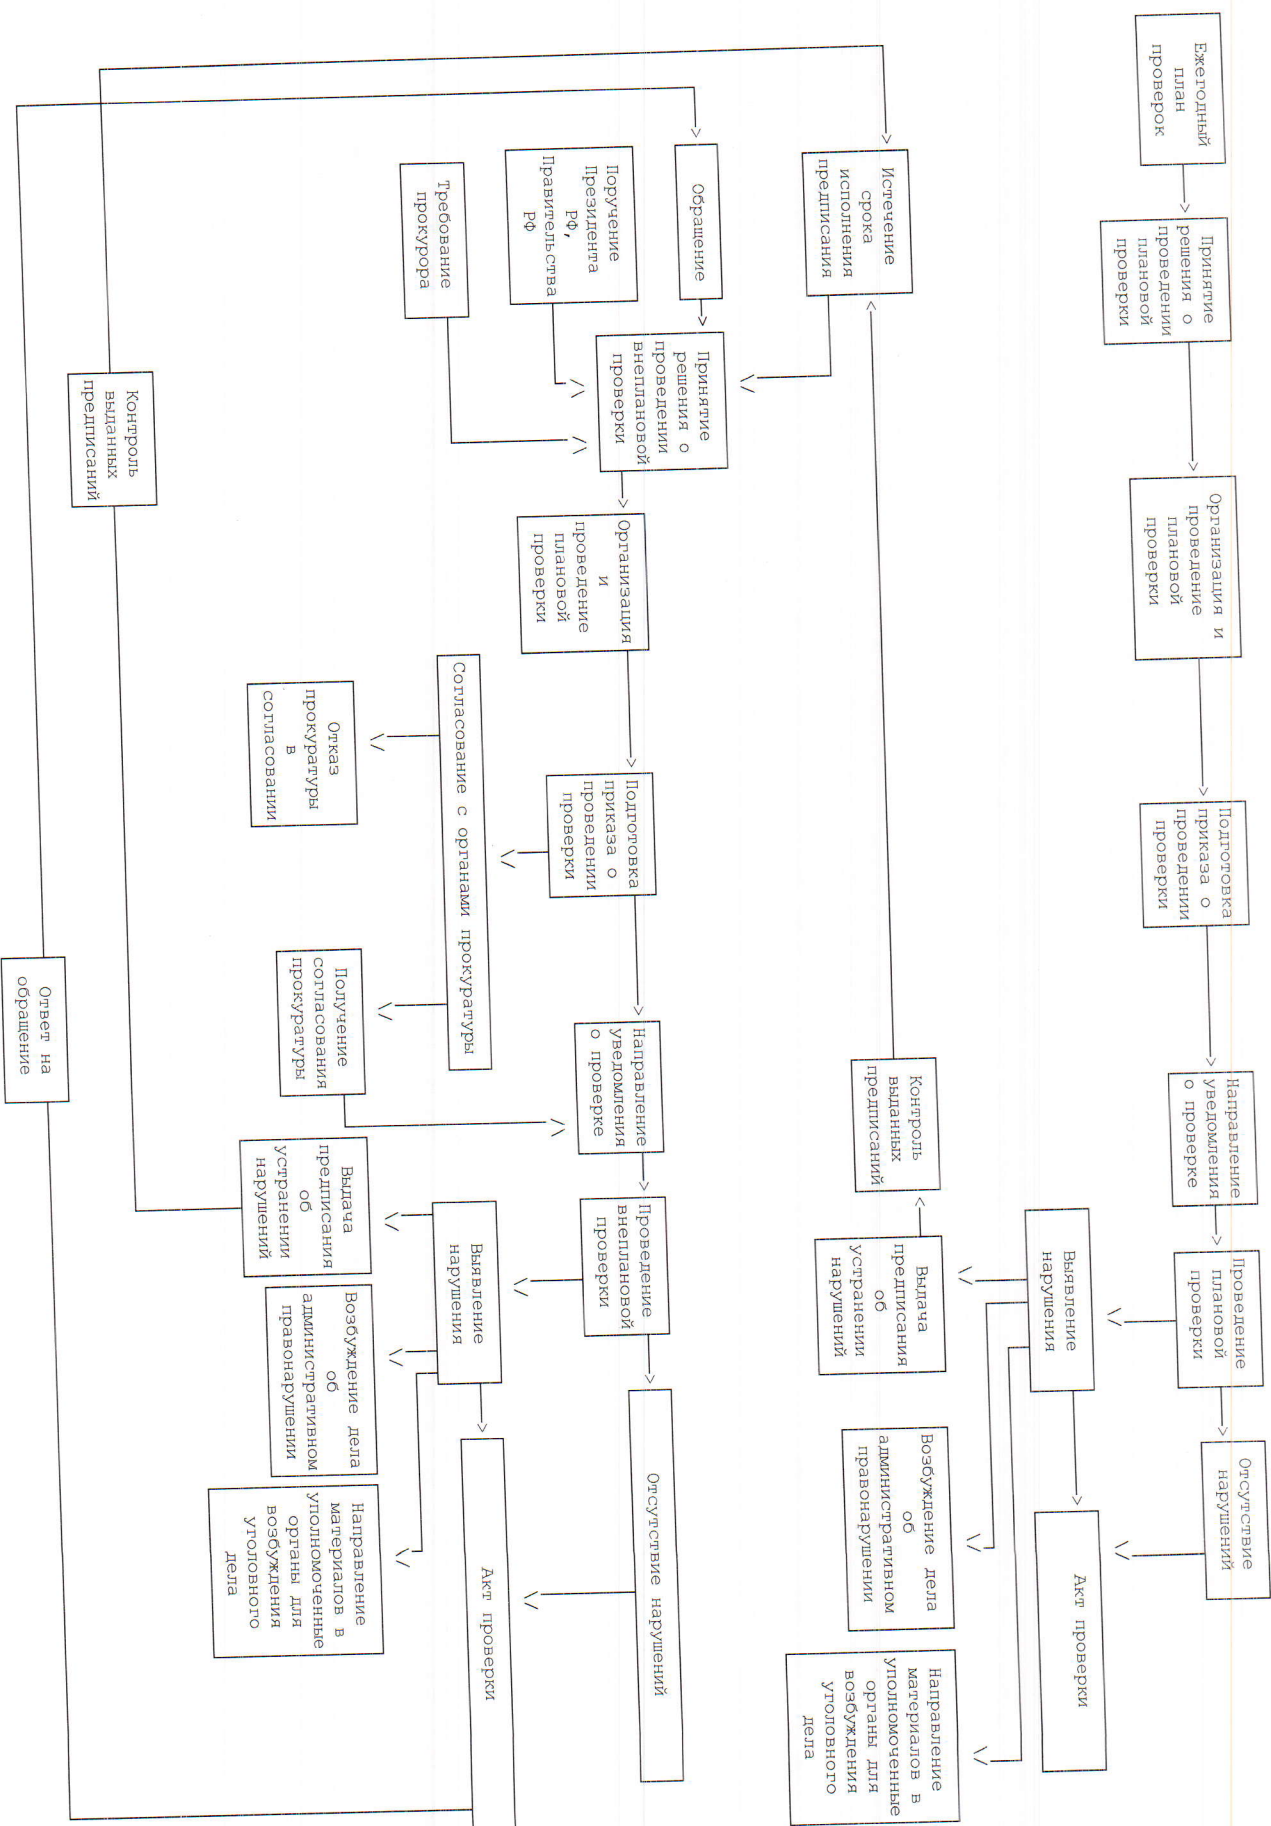 Ежегодный
план
проверок
Принятие
решения о
проведении
плановой
проверки
Организация и
проведение
плановой
проверки
Подготовка
приказа о
проведении
проверки
Направление
уведомления
о проверке
Проведение
плановой
проверки
Отсутствие
нарушений
Выявление
нарушения
Акт проверки
Контроль
выданных
предписаний
Выдача
предписания
об
устранении
нарушений
Возбуждение дела
об
административном
правонарушении
Направление
материалов в
уполномоченные
органы для
возбуждения
уголовного
дела
Истечение
срока
исполнения
предписания
Обращение
Поручение
Президента
РФ,
Правительства
РФ
Требование
прокурора
Принятие
решения о
проведении
внеплановой
проверки
Организация
и
проведение
плановой
проверки
Подготовка
приказа о
проведении
проверки
Направление
уведомления
о проверке
Проведение
внеплановой
проверки
Отсутствие нарушений
Согласование с органами прокуратуры
Отказ
прокуратуры
в
согласовании
Получение
согласования
прокуратуры
Выявление
нарушения
Акт проверки
Контроль
выданных
предписаний
Выдача
предписания
об
устранении
нарушений
Возбуждение дела
об
административном
правонарушении
Направление
материалов в
уполномоченные
органы для
возбуждения
уголовного
дела
Ответ на
обращение